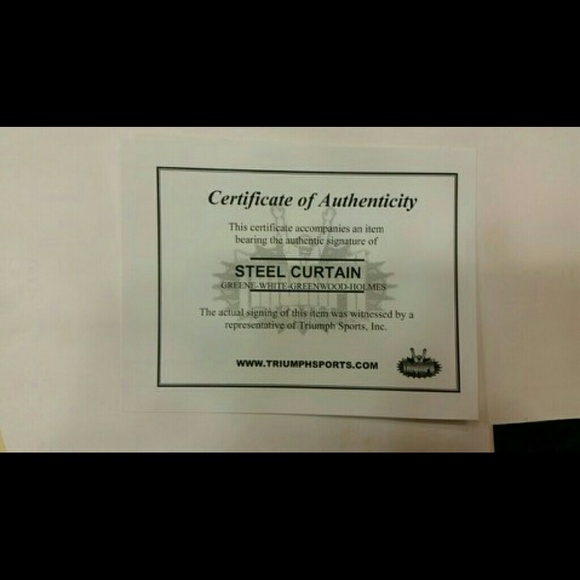 Certificate of Authenticity
This certificate accompanies an item
bearing the authentic signature of
STEEL CURTAIN
GREENE-WHITE-GREENWOOD-HOLMES
The actual signing of this item was witnessed by a
representative of Triumph Sports, Inc.
WWW.TRIUMPHSPORTS.COM